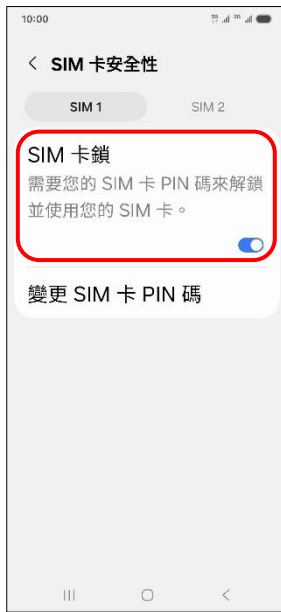 10:00
SIM 卡安全性
SIM 1 SIM 2
SIM 卡鎖
需要您的 SIM 卡 PIN 碼來解鎖
並使用您的 SIM 卡。
變更 SIM 卡 PIN 碼